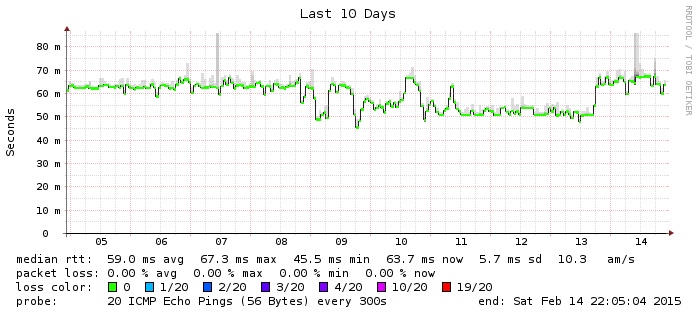 Last 10 Days
RRDTOOL / TOBI OETIKER
Seconds
80 m
70 m
60 m
50 m
40 m
30 m
20 m
10 m
0
05 06 07 08 09 10 11 12 13 14
median rtt: 59.0 ms avg 67.3 ms max 45.5 ms min 63.7 ms now 5.7 ms sd 10.3 am/s
packet loss: 0.00 % avg 0.00 % max 0.00 % min 0.00 % now
loss color: 0 1/20 2/20 3/20 4/20 10/20 19/20
probe: 20 ICMP Echo Pings (56 Bytes) every 300s end: Sat Feb 14 22:05:04 2015